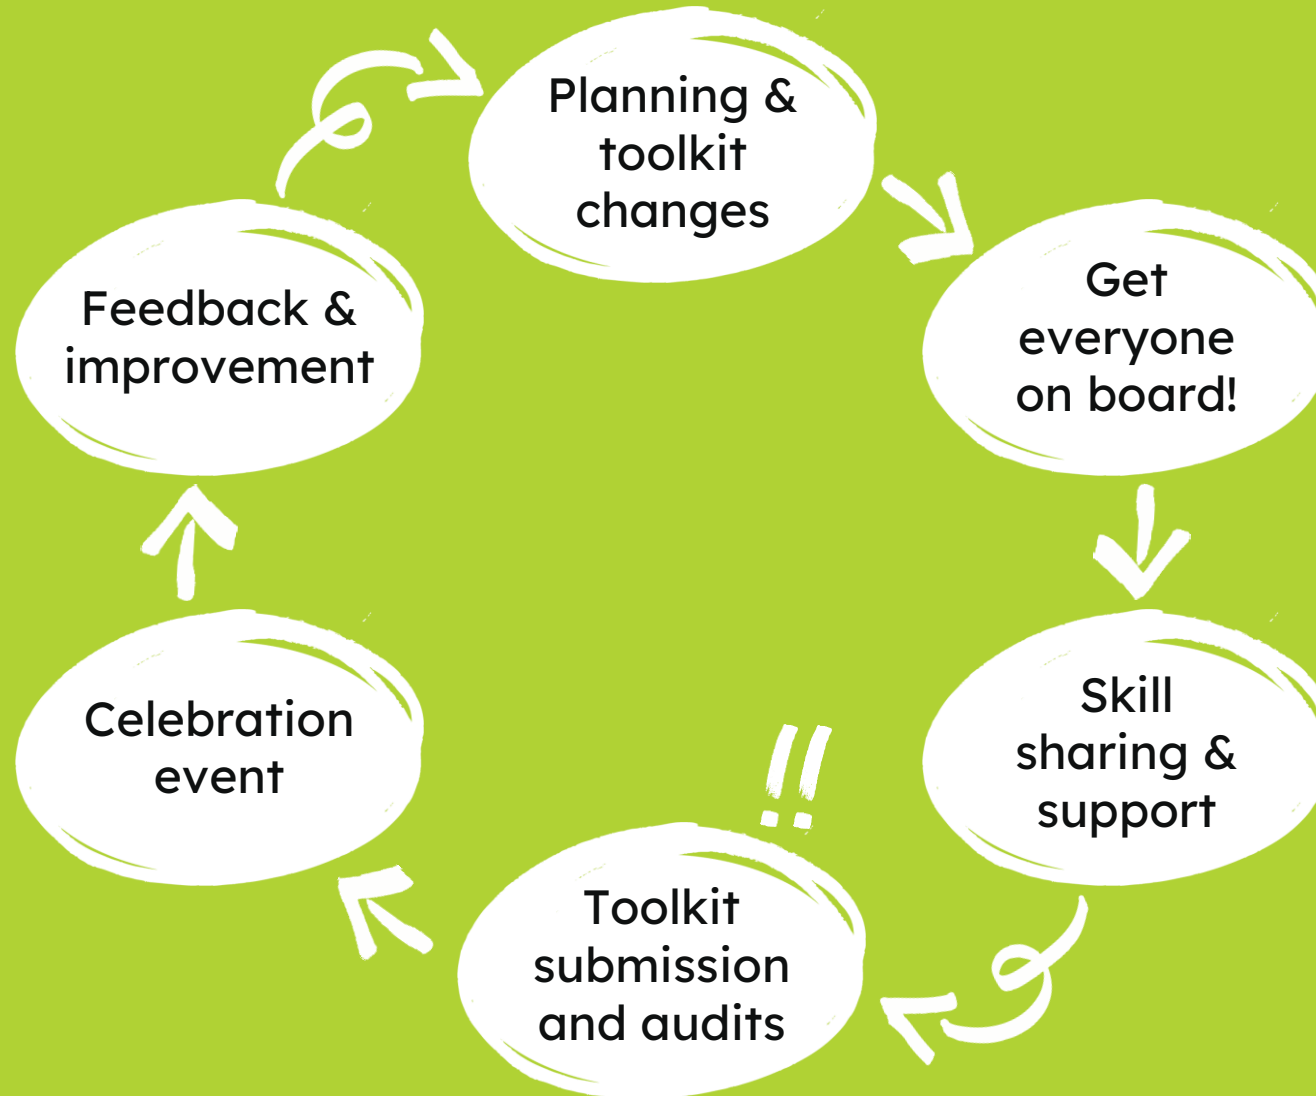 Planning &
toolkit
changes
Get
everyone
on board!
Skill
sharing &
support
!!
Toolkit
submission
and audits
Celebration
event
Feedback &
improvement